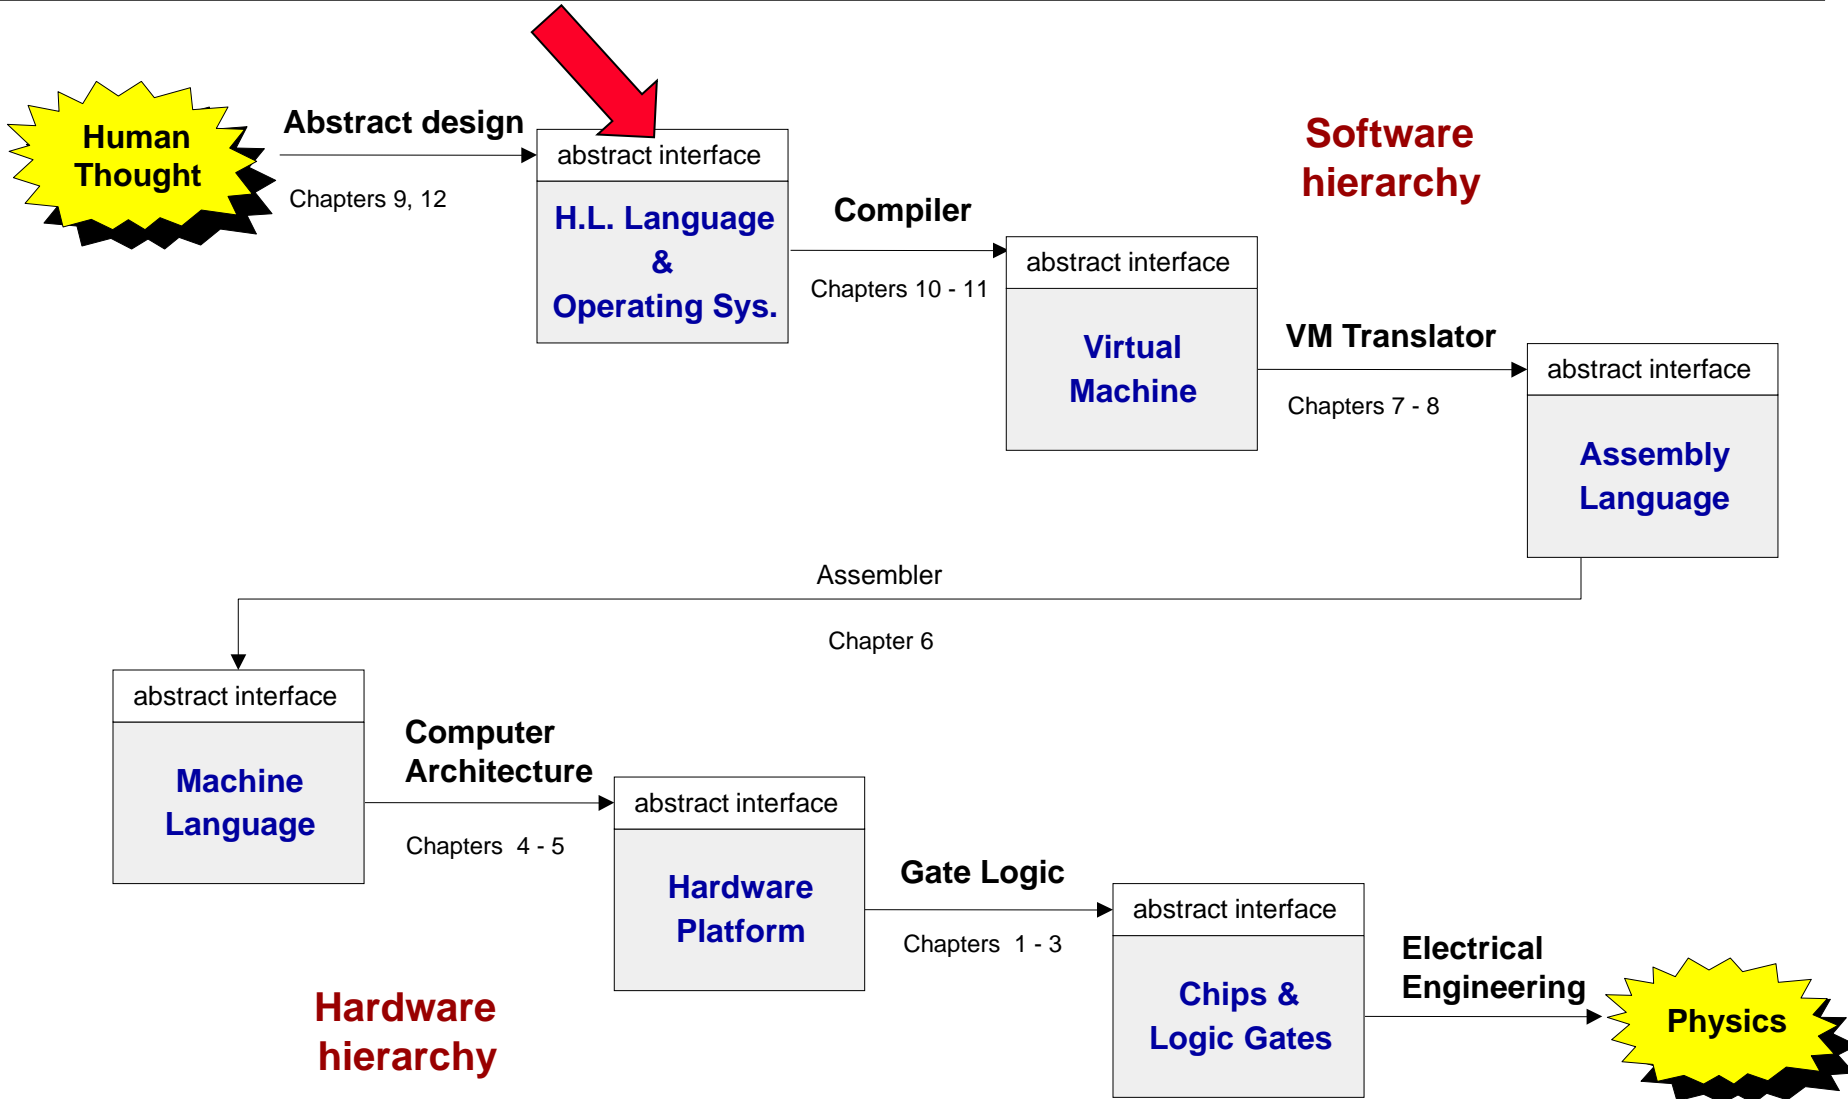 Human
Thought
Abstract design
Chapters 9, 12
abstract interface
H.L. Language
&
Operating Sys.
Software
hierarchy
Compiler
Chapters 10 - 11
abstract interface
Virtual
Machine
VM Translator
Chapters 7 - 8
abstract interface
Assembly
Language
Assembler
Chapter 6
abstract interface
Machine
Language
Computer
Architecture
Chapters 4 - 5
abstract interface
Hardware
Platform
Gate Logic
Chapters 1 - 3
abstract interface
Chips &
Logic Gates
Electrical
Engineering
Physics
Hardware
hierarchy